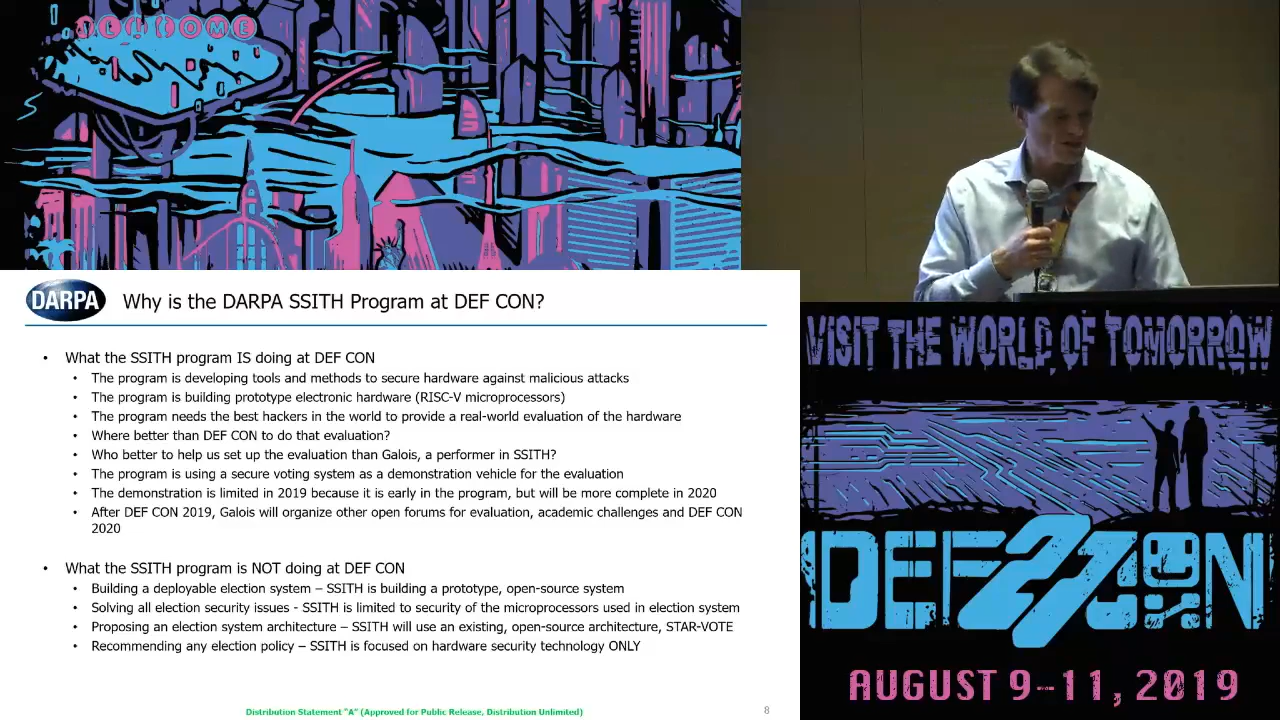 WELCOME
DARPA
Why is the DARPA SSITH Program at DEF CON?
• What the SSITH program IS doing at DEF CON
• The program is developing tools and methods to secure hardware against malicious attacks
• The program is building prototype electronic hardware (RISC-V microprocessors)
• The program needs the best hackers in the world to provide a real-world evaluation of the hardware
• Where better than DEF CON to do that evaluation?
• Who better to help us set up the evaluation than Galois, a performer in SSITH?
• The program is using a secure voting system as a demonstration vehicle for the evaluation
• The demonstration is limited in 2019 because it is early in the program, but will be more complete in 2020
• After DEF CON 2019, Galois will organize other open forums for evaluation, academic challenges and DEF CON
2020
• What the SSITH program is NOT doing at DEF CON
• Building a deployable election system – SSITH is building a prototype, open-source system
• Solving all election security issues - SSITH is limited to security of the microprocessors used in election system
• Proposing an election system architecture – SSITH will use an existing, open-source architecture, STAR-VOTE
• Recommending any election policy – SSITH is focused on hardware security technology ONLY
Distribution Statement "A" (Approved for Public Release, Distribution Unlimited)
8
VISIT THE WORLD OF TOMORROW
DEF 27 CON
AUGUST 9-11, 2019